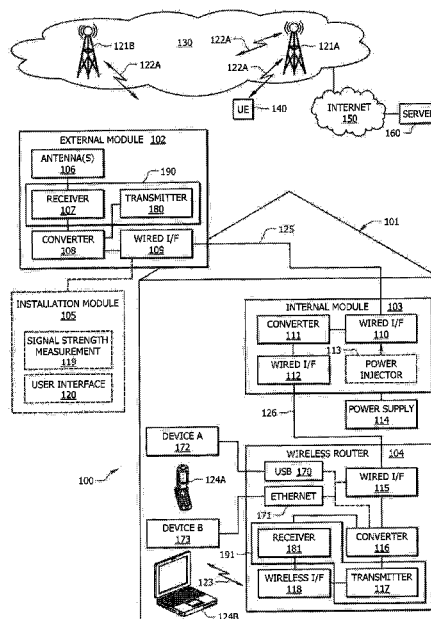 121B
130
122A
121A
122A
122A
UE
140
INTERNET
150
SERVER
160
EXTERNAL MODULE 102
ANTENNA(S)
106
190
RECEIVER
107
TRANSMITTER
180
CONVERTER
108
WIRED I/F
109
125
101
INSTALLATION MODULE
105
SIGNAL STRENGTH
MEASUREMENT
119
USER INTERFACE
120
INTERNAL MODULE
103
CONVERTER
111
WIRED I/F
110
113
WIRED I/F
112
POWER
INJECTOR
126
POWER SUPPLY
114
WIRELESS ROUTER
104
DEVICE A
172
USB 170
WIRED I/F
115
100
124A
ETHERNET
171
DEVICE B
173
RECEIVER
181
CONVERTER
116
191
123
WIRELESS I/F
118
TRANSMITTER
117
124B